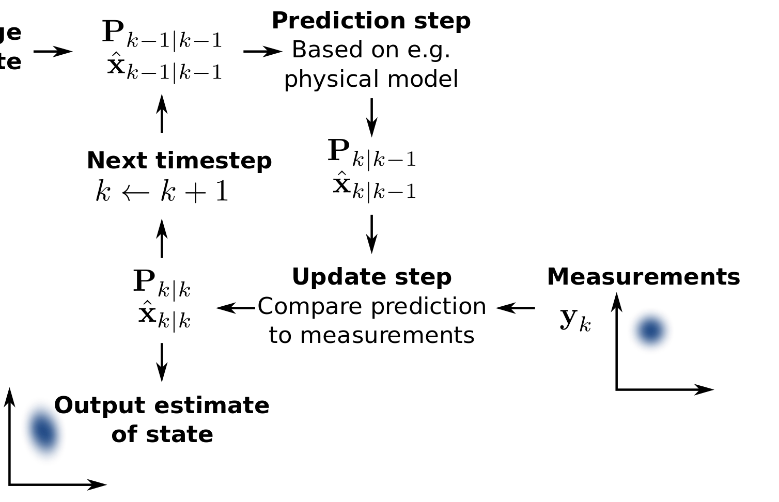 ge
te
P_{k−1|k−1}
x̂_{k−1|k−1}
Prediction step
Based on e.g.
physical model
P_{k|k−1}
x̂_{k|k−1}
Next timestep
k ← k + 1
P_{k|k}
x̂_{k|k}
Update step
Compare prediction
to measurements
Measurements
y_k
Output estimate
of state